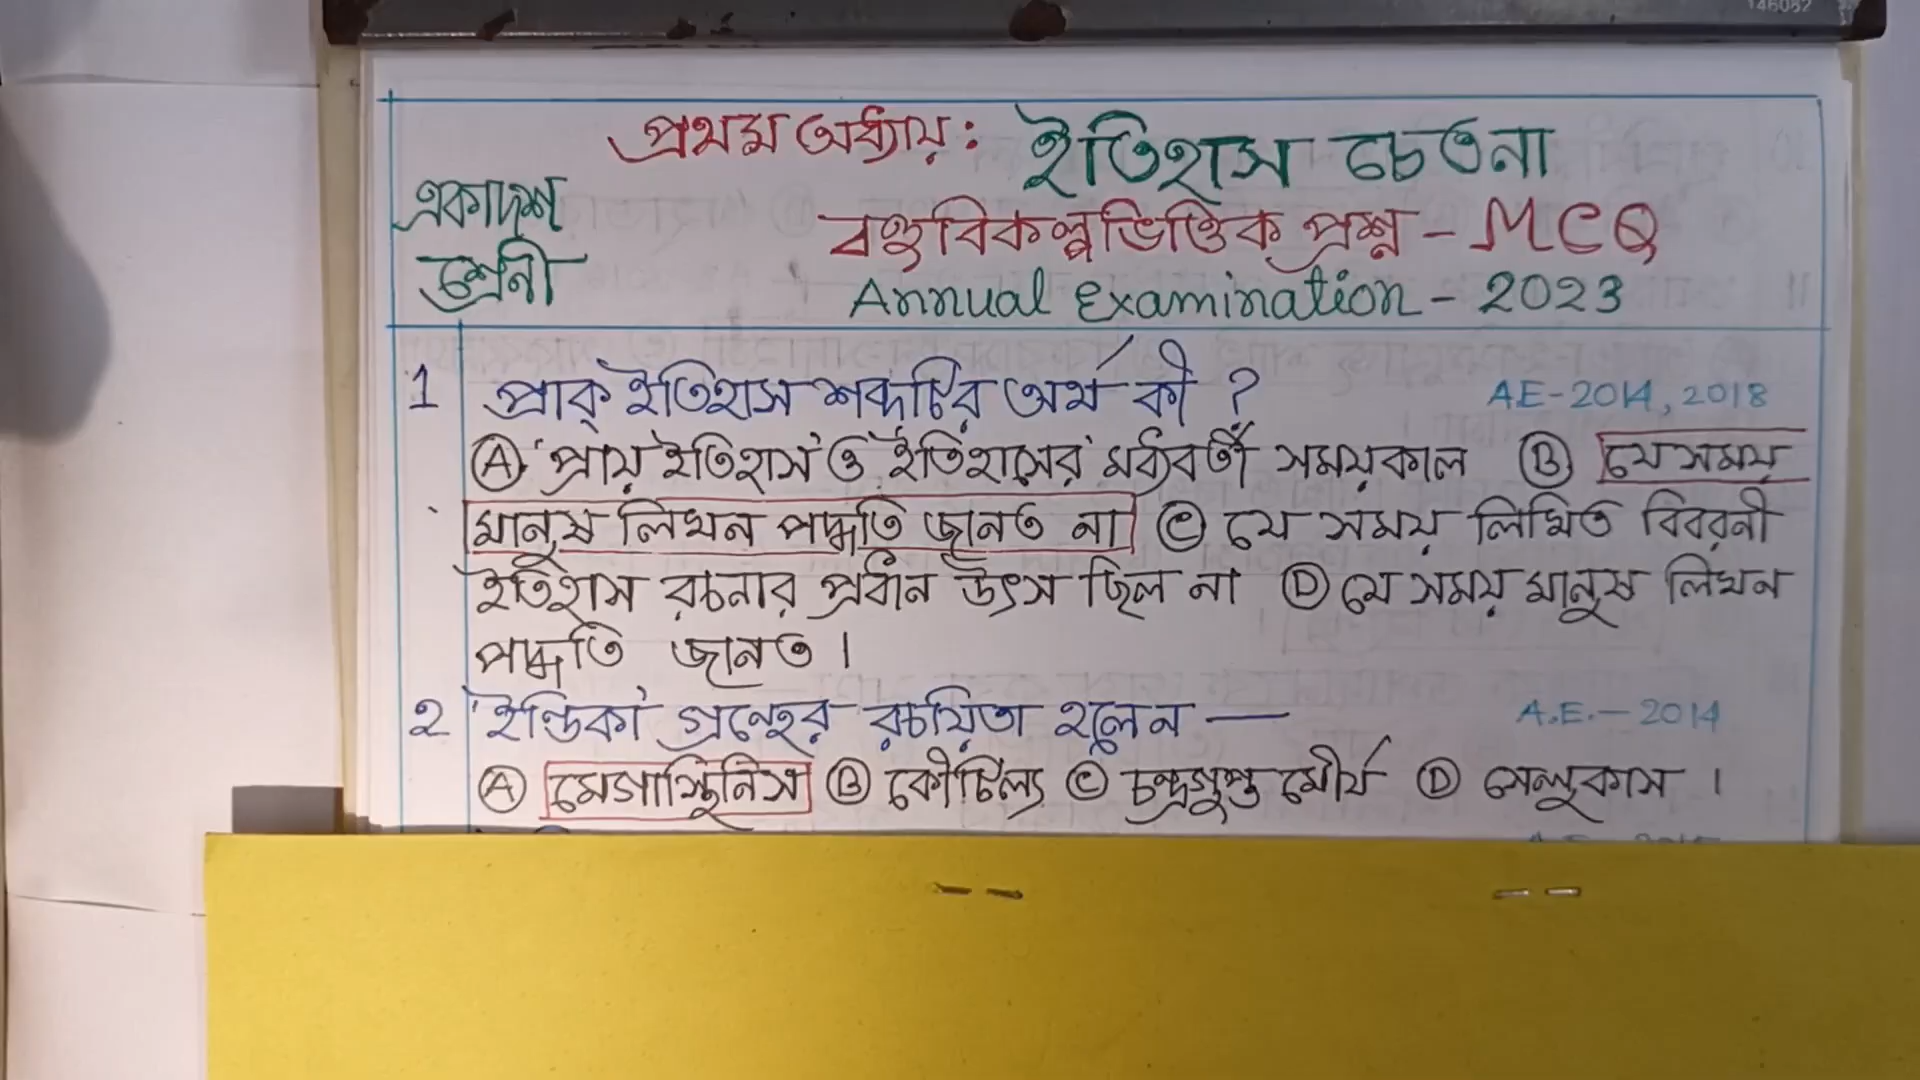 146082
প্রথম অধ্যায়: ইতিহাস চেতনা
একাদশ শ্রেনী
বহুবিকল্পভিত্তিক প্রশ্ন - MCQ
Annual Examination - 2023
1 প্রাক্ ইতিহাস শব্দটির অর্থ কী ? AE-2014, 2018
Ⓐ 'প্রায় ইতিহাস' ও 'ইতিহাসের' মধ্যবর্তী সময়কাল Ⓑ যে সময়
মানুষ লিখন পদ্ধতি জানত না Ⓒ যে সময় লিখিত বিবরনী
ইতিহাস রচনার প্রধান উৎস ছিল না Ⓓ যে সময় মানুষ লিখন
পদ্ধতি জানত ।
২ 'ইন্ডিকা' গ্রন্থের রচয়িতা হলেন — A.E.- 2014
Ⓐ মেগাস্থিনিস Ⓑ কৌটিল্য Ⓒ চন্দ্রগুপ্ত মৌর্য Ⓓ সেলুকাস ।